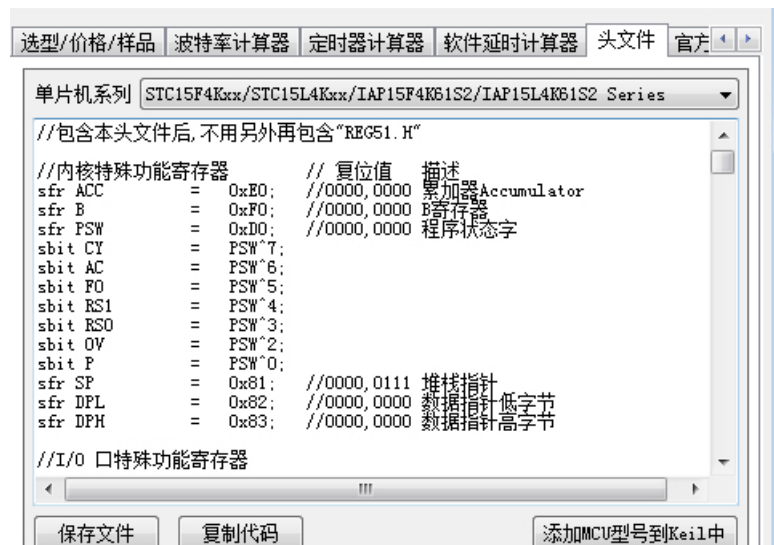 选型/价格/样品 波特率计算器 定时器计算器 软件延时计算器 头文件 官方
单片机系列 STC15F4Kxx/STC15L4Kxx/IAP15F4K61S2/IAP15L4K61S2 Series
//包含本头文件后,不用另外再包含"REG51.H"
//内核特殊功能寄存器 // 复位值 描述
sfr ACC = 0xE0; //0000,0000 累加器Accumulator
sfr B = 0xF0; //0000,0000 B寄存器
sfr PSW = 0xD0; //0000,0000 程序状态字
sbit CY = PSW^7;
sbit AC = PSW^6;
sbit F0 = PSW^5;
sbit RS1 = PSW^4;
sbit RS0 = PSW^3;
sbit OV = PSW^2;
sbit P = PSW^0;
sfr SP = 0x81; //0000,0111 堆栈指针
sfr DPL = 0x82; //0000,0000 数据指针低字节
sfr DPH = 0x83; //0000,0000 数据指针高字节
//I/O 口特殊功能寄存器
保存文件 复制代码 添加MCU型号到Keil中